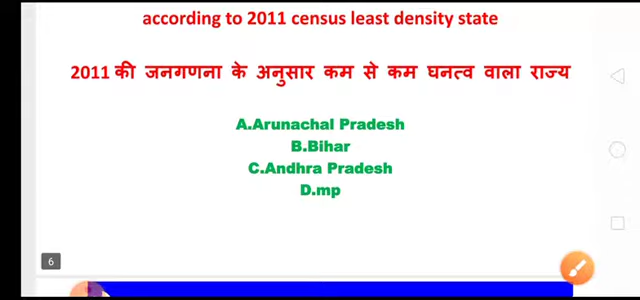 according to 2011 census least density state
2011 की जनगणना के अनुसार कम से कम घनत्व वाला राज्य
A.Arunachal Pradesh
B.Bihar
C.Andhra Pradesh
D.mp
6